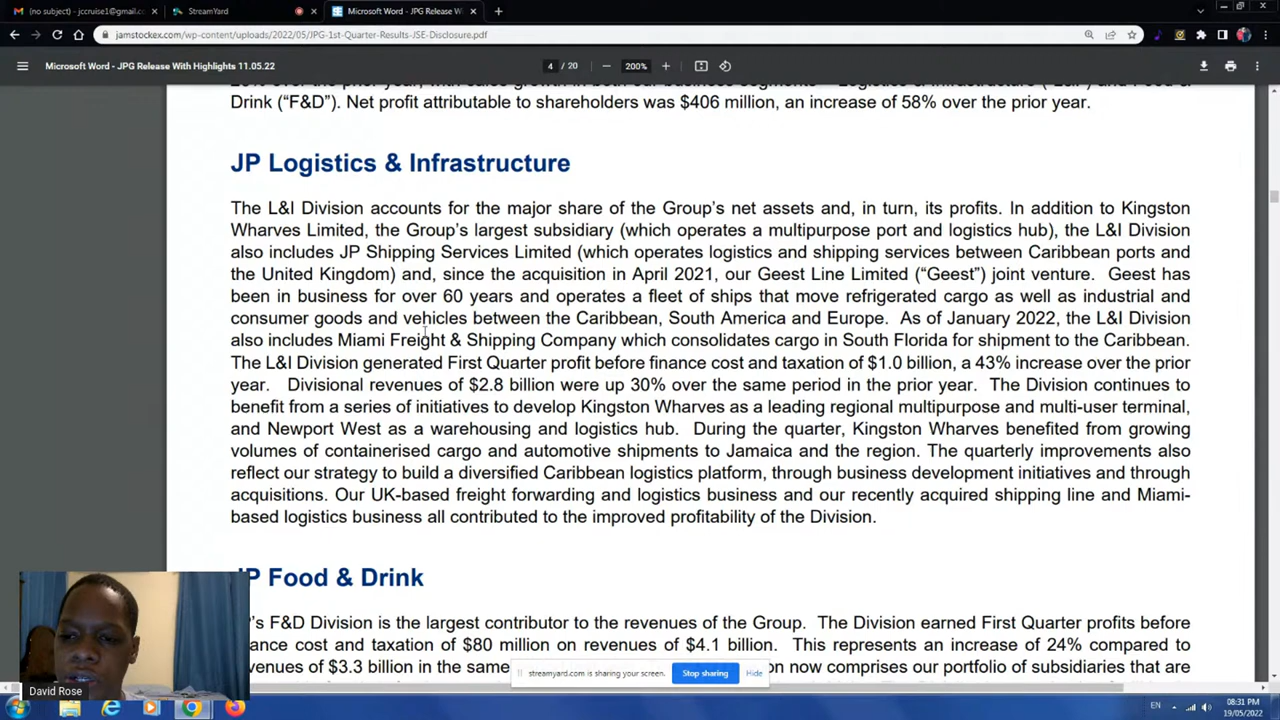 (no subject) - jccruise1@gmail.co
StreamYard
Microsoft Word - JPG Release W
jamstockex.com/wp-content/uploads/2022/05/JPG-1st-Quarter-Results-JSE-Disclosure.pdf
Microsoft Word - JPG Release With Highlights 11.05.22
4 / 20
200%
Drink (“F&D”). Net profit attributable to shareholders was $406 million, an increase of 58% over the prior year.
JP Logistics & Infrastructure
The L&I Division accounts for the major share of the Group’s net assets and, in turn, its profits. In addition to Kingston
Wharves Limited, the Group’s largest subsidiary (which operates a multipurpose port and logistics hub), the L&I Division
also includes JP Shipping Services Limited (which operates logistics and shipping services between Caribbean ports and
the United Kingdom) and, since the acquisition in April 2021, our Geest Line Limited (“Geest”) joint venture. Geest has
been in business for over 60 years and operates a fleet of ships that move refrigerated cargo as well as industrial and
consumer goods and vehicles between the Caribbean, South America and Europe. As of January 2022, the L&I Division
also includes Miami Freight & Shipping Company which consolidates cargo in South Florida for shipment to the Caribbean.
The L&I Division generated First Quarter profit before finance cost and taxation of $1.0 billion, a 43% increase over the prior
year. Divisional revenues of $2.8 billion were up 30% over the same period in the prior year. The Division continues to
benefit from a series of initiatives to develop Kingston Wharves as a leading regional multipurpose and multi-user terminal,
and Newport West as a warehousing and logistics hub. During the quarter, Kingston Wharves benefited from growing
volumes of containerised cargo and automotive shipments to Jamaica and the region. The quarterly improvements also
reflect our strategy to build a diversified Caribbean logistics platform, through business development initiatives and through
acquisitions. Our UK-based freight forwarding and logistics business and our recently acquired shipping line and Miami-
based logistics business all contributed to the improved profitability of the Division.
JP Food & Drink
’s F&D Division is the largest contributor to the revenues of the Group. The Division earned First Quarter profits before
ance cost and taxation of $80 million on revenues of $4.1 billion. This represents an increase of 24% compared to
venues of $3.3 billion in the same
on now comprises our portfolio of subsidiaries that are
streamyard.com is sharing your screen.
Stop sharing
Hide
David Rose
EN
08:31 PM
19/05/2022